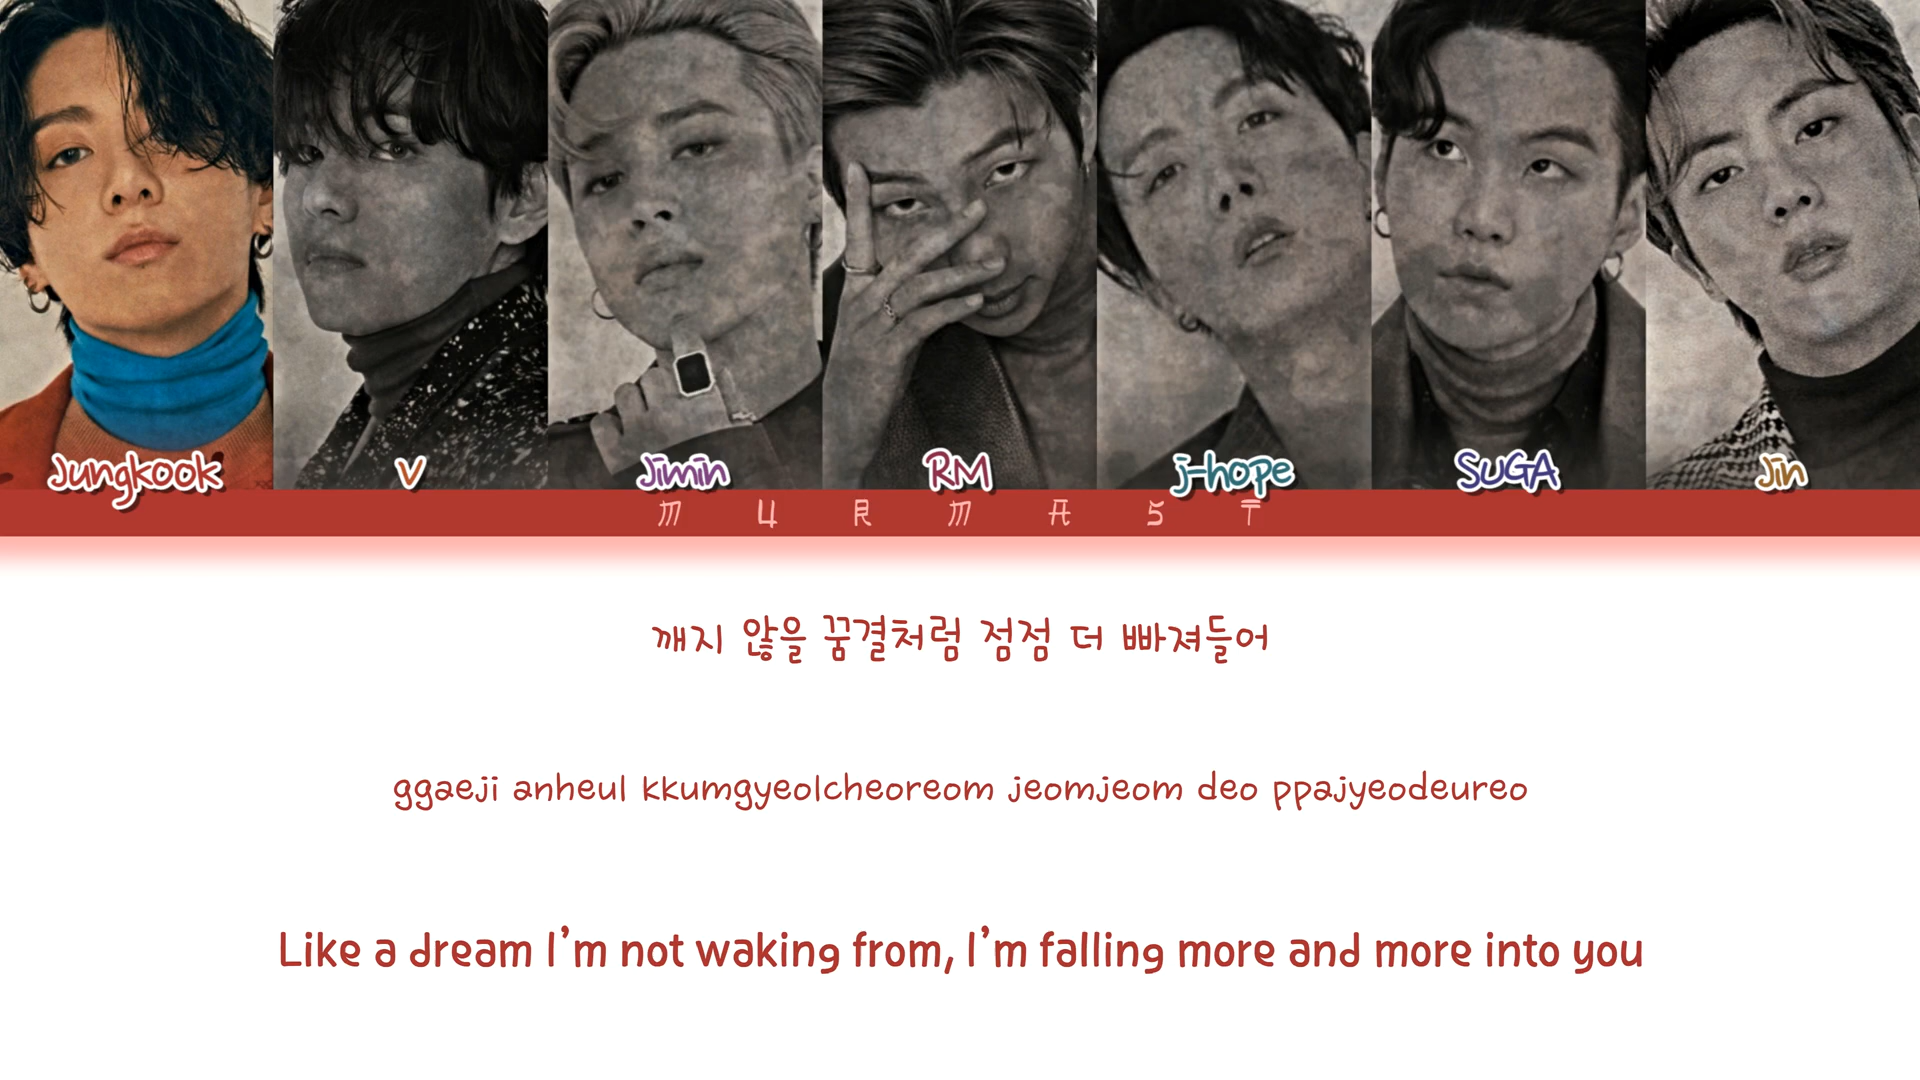 Jungkook V Jimin RM j-hope SUGA Jin
M U R M A S T
깨지 않을 꿈결처럼 점점 더 빠져들어
ggaeji anheul kkumgyeolcheoreom jeomjeom deo ppajyeodeureo
Like a dream I’m not waking from, I’m falling more and more into you